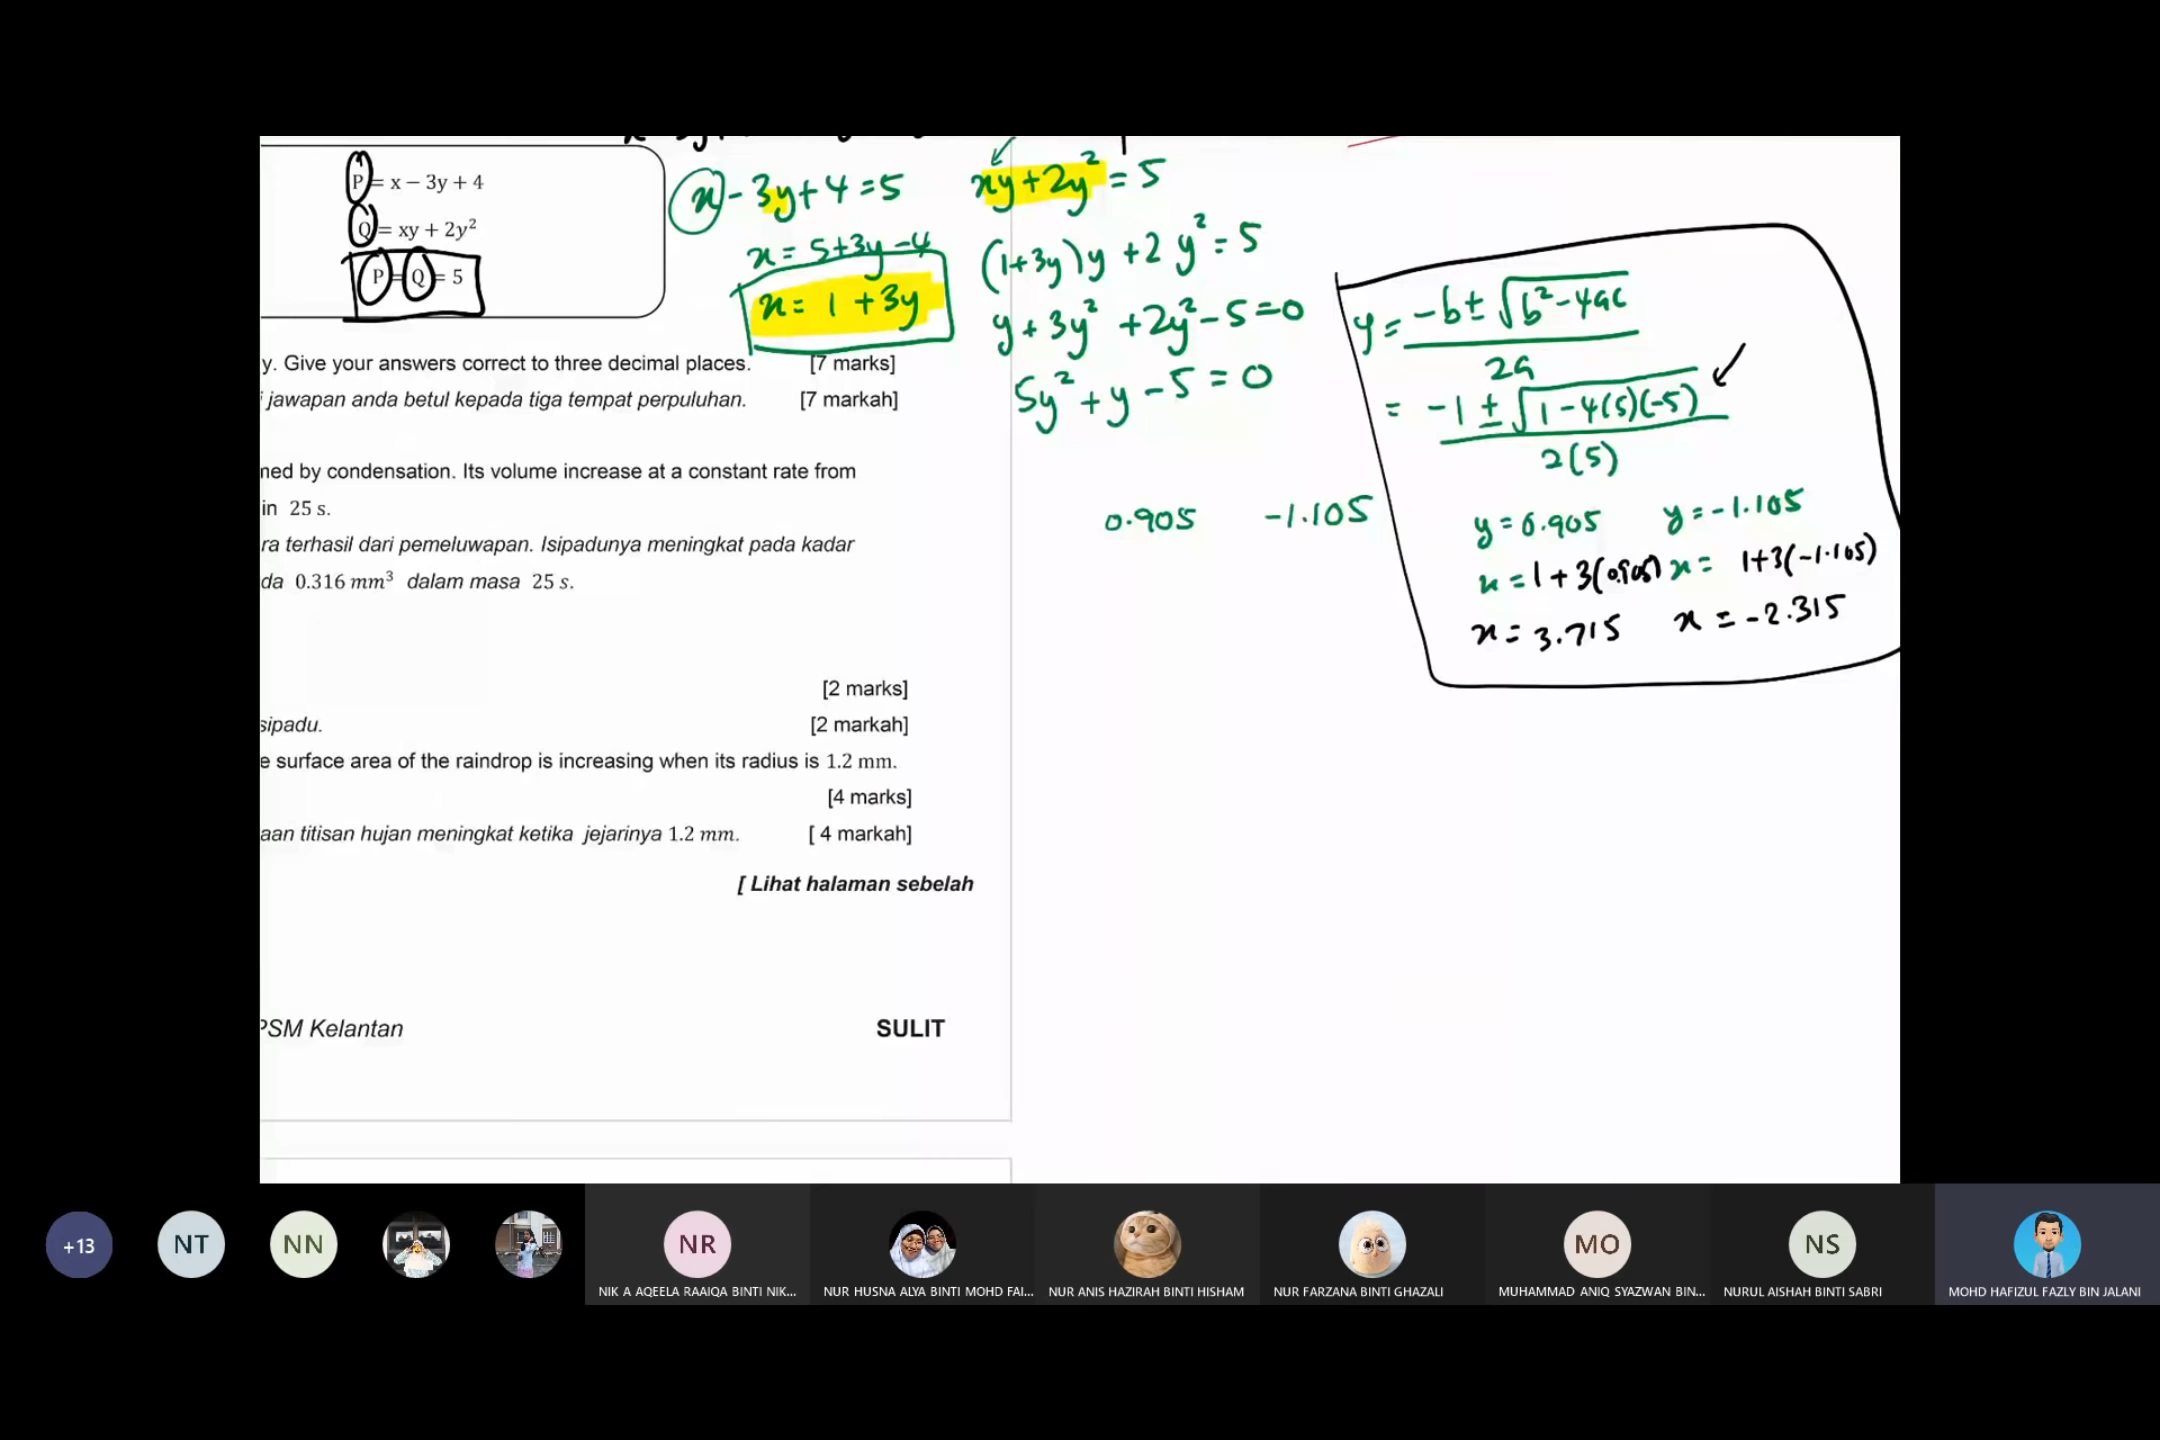 P = x − 3y + 4
Q = xy + 2y²
P = Q = 5
x - 3y + 4 = 5
x = 5 + 3y - 4
x = 1 + 3y
xy + 2y² = 5
(1+3y)y + 2y² = 5
y + 3y² + 2y² - 5 = 0
5y² + y - 5 = 0
0.905 -1.105
y = -b ± √b² - 4ac
2a
= -1 ± √1 - 4(5)(-5)
2(5)
y = 0.905 y = -1.105
x = 1 + 3(0.905) x = 1+3(-1.105)
x = 3.715 x = -2.315
y. Give your answers correct to three decimal places. [7 marks]
jawapan anda betul kepada tiga tempat perpuluhan. [7 markah]
ned by condensation. Its volume increase at a constant rate from
in 25 s.
ra terhasil dari pemeluwapan. Isipadunya meningkat pada kadar
da 0.316 mm³ dalam masa 25 s.
[2 marks]
sipadu. [2 markah]
e surface area of the raindrop is increasing when its radius is 1.2 mm.
[4 marks]
aan titisan hujan meningkat ketika jejarinya 1.2 mm. [ 4 markah]
[ Lihat halaman sebelah
PSM Kelantan SULIT
+13 NT NN NR MO NS
NIK A AQEELA RAAIQA BINTI NIK... NUR HUSNA ALYA BINTI MOHD FAI... NUR ANIS HAZIRAH BINTI HISHAM NUR FARZANA BINTI GHAZALI MUHAMMAD ANIQ SYAZWAN BIN... NURUL AISHAH BINTI SABRI MOHD HAFIZUL FAZLY BIN JALANI